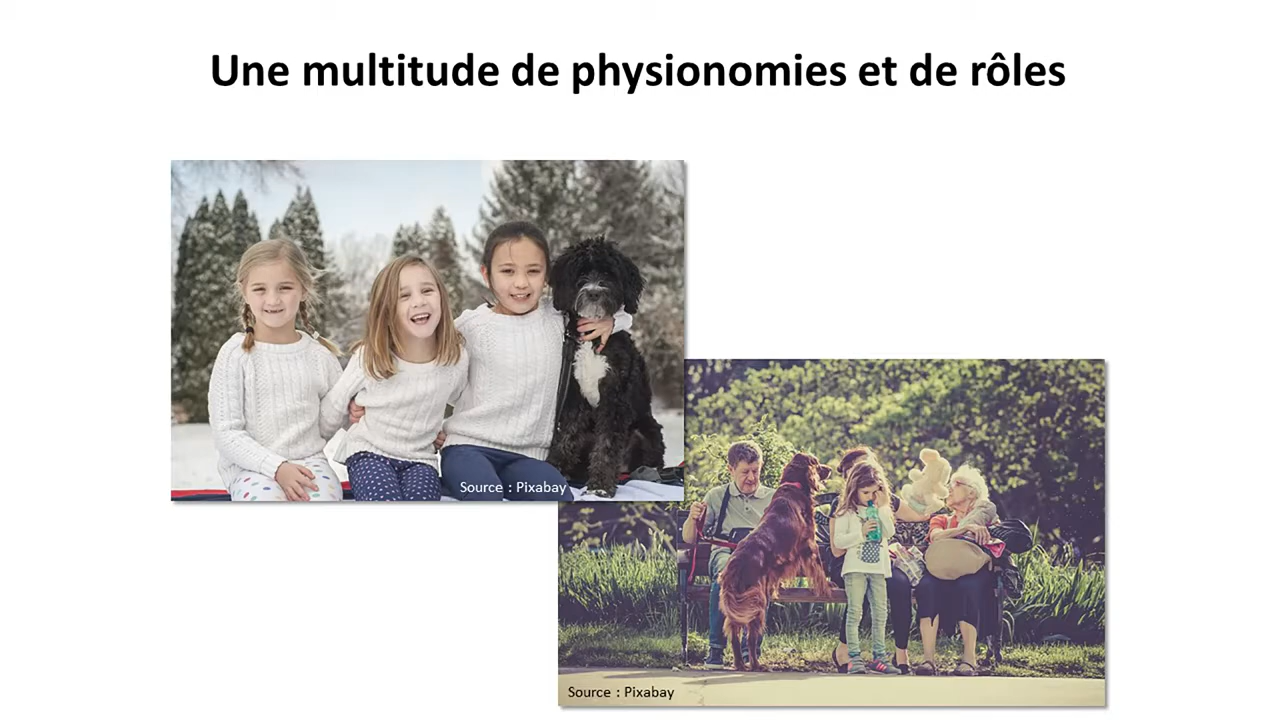 Une multitude de physionomies et de rôles
Source : Pixabay
Source : Pixabay